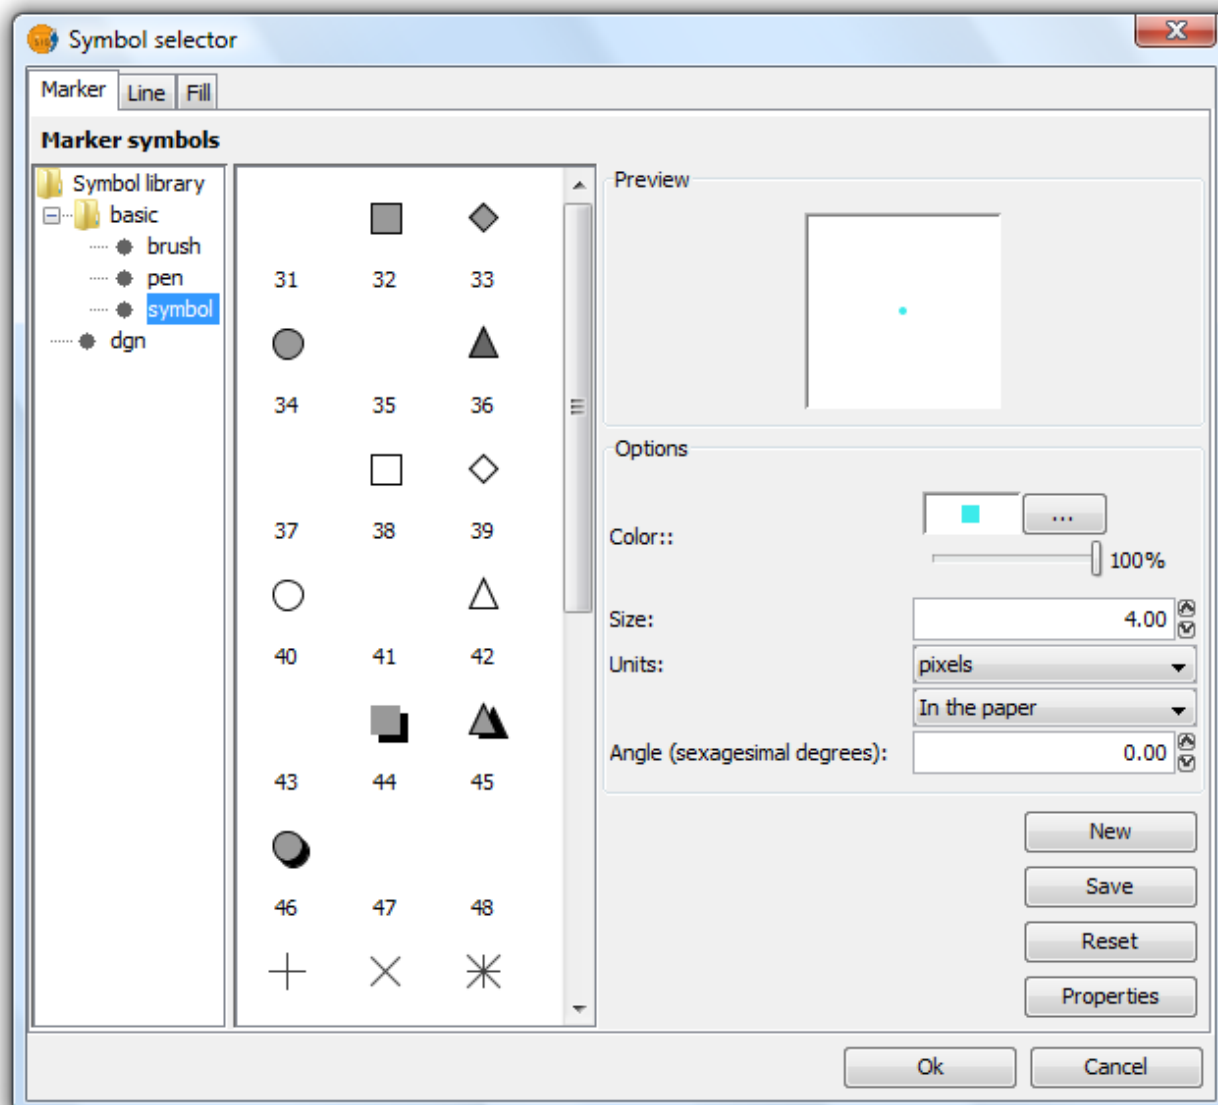 Symbol selector
Marker Line Fill
Marker symbols
Symbol library
basic
brush
pen
symbol
dgn
31 32 33
34 35 36
37 38 39
40 41 42
43 44 45
46 47 48
Preview
Options
Color::
...
100%
Size: 4.00
Units: pixels
In the paper
Angle (sexagesimal degrees): 0.00
New
Save
Reset
Properties
Ok Cancel